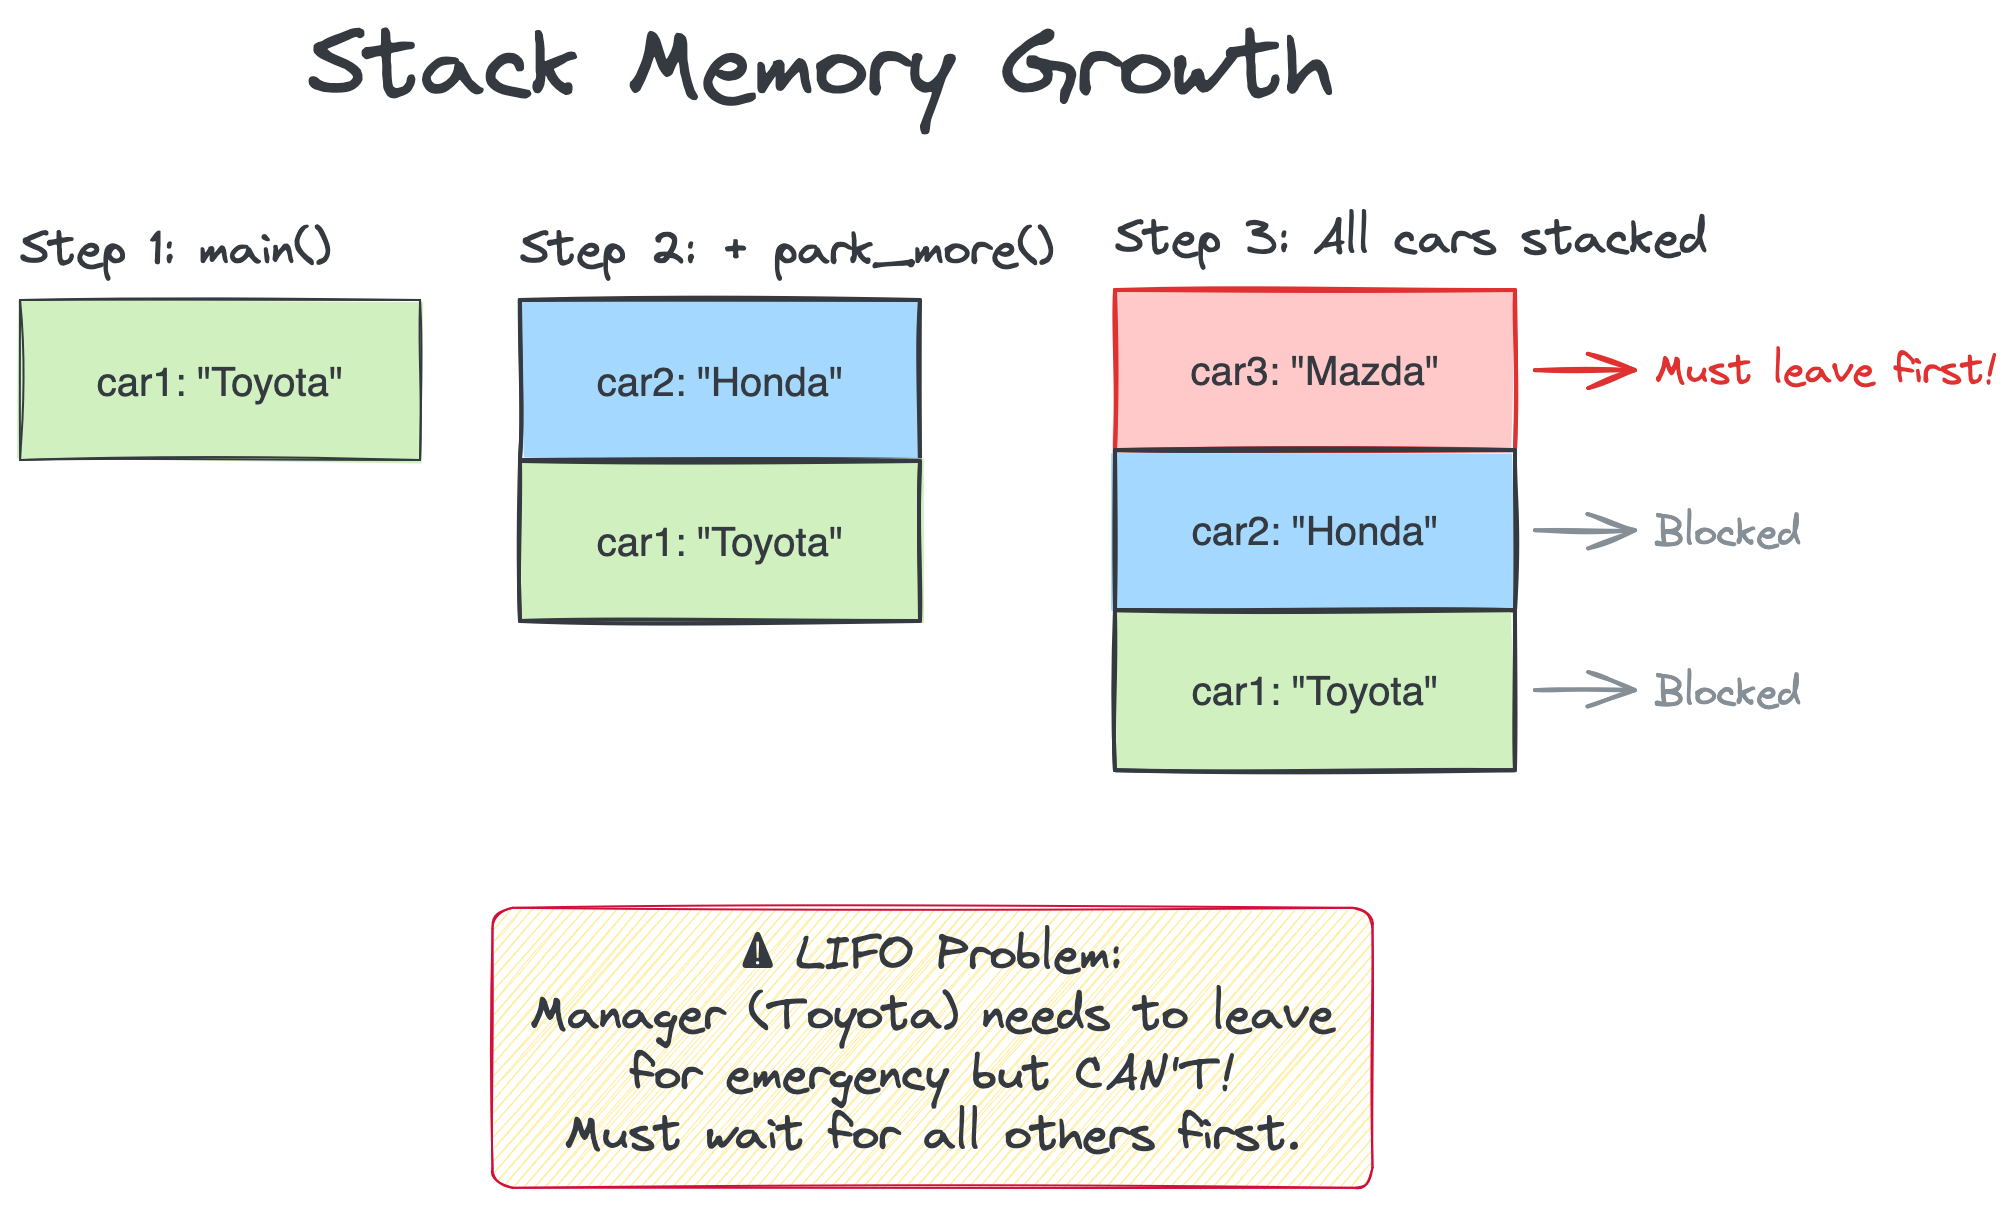 Stack Memory Growth
Step 1: main()
car1: "Toyota"
Step 2: + park_more()
car2: "Honda"
car1: "Toyota"
Step 3: All cars stacked
car3: "Mazda"
Must leave first!
car2: "Honda"
Blocked
car1: "Toyota"
Blocked
⚠ LIFO Problem:
Manager (Toyota) needs to leave
for emergency but CAN'T!
Must wait for all others first.